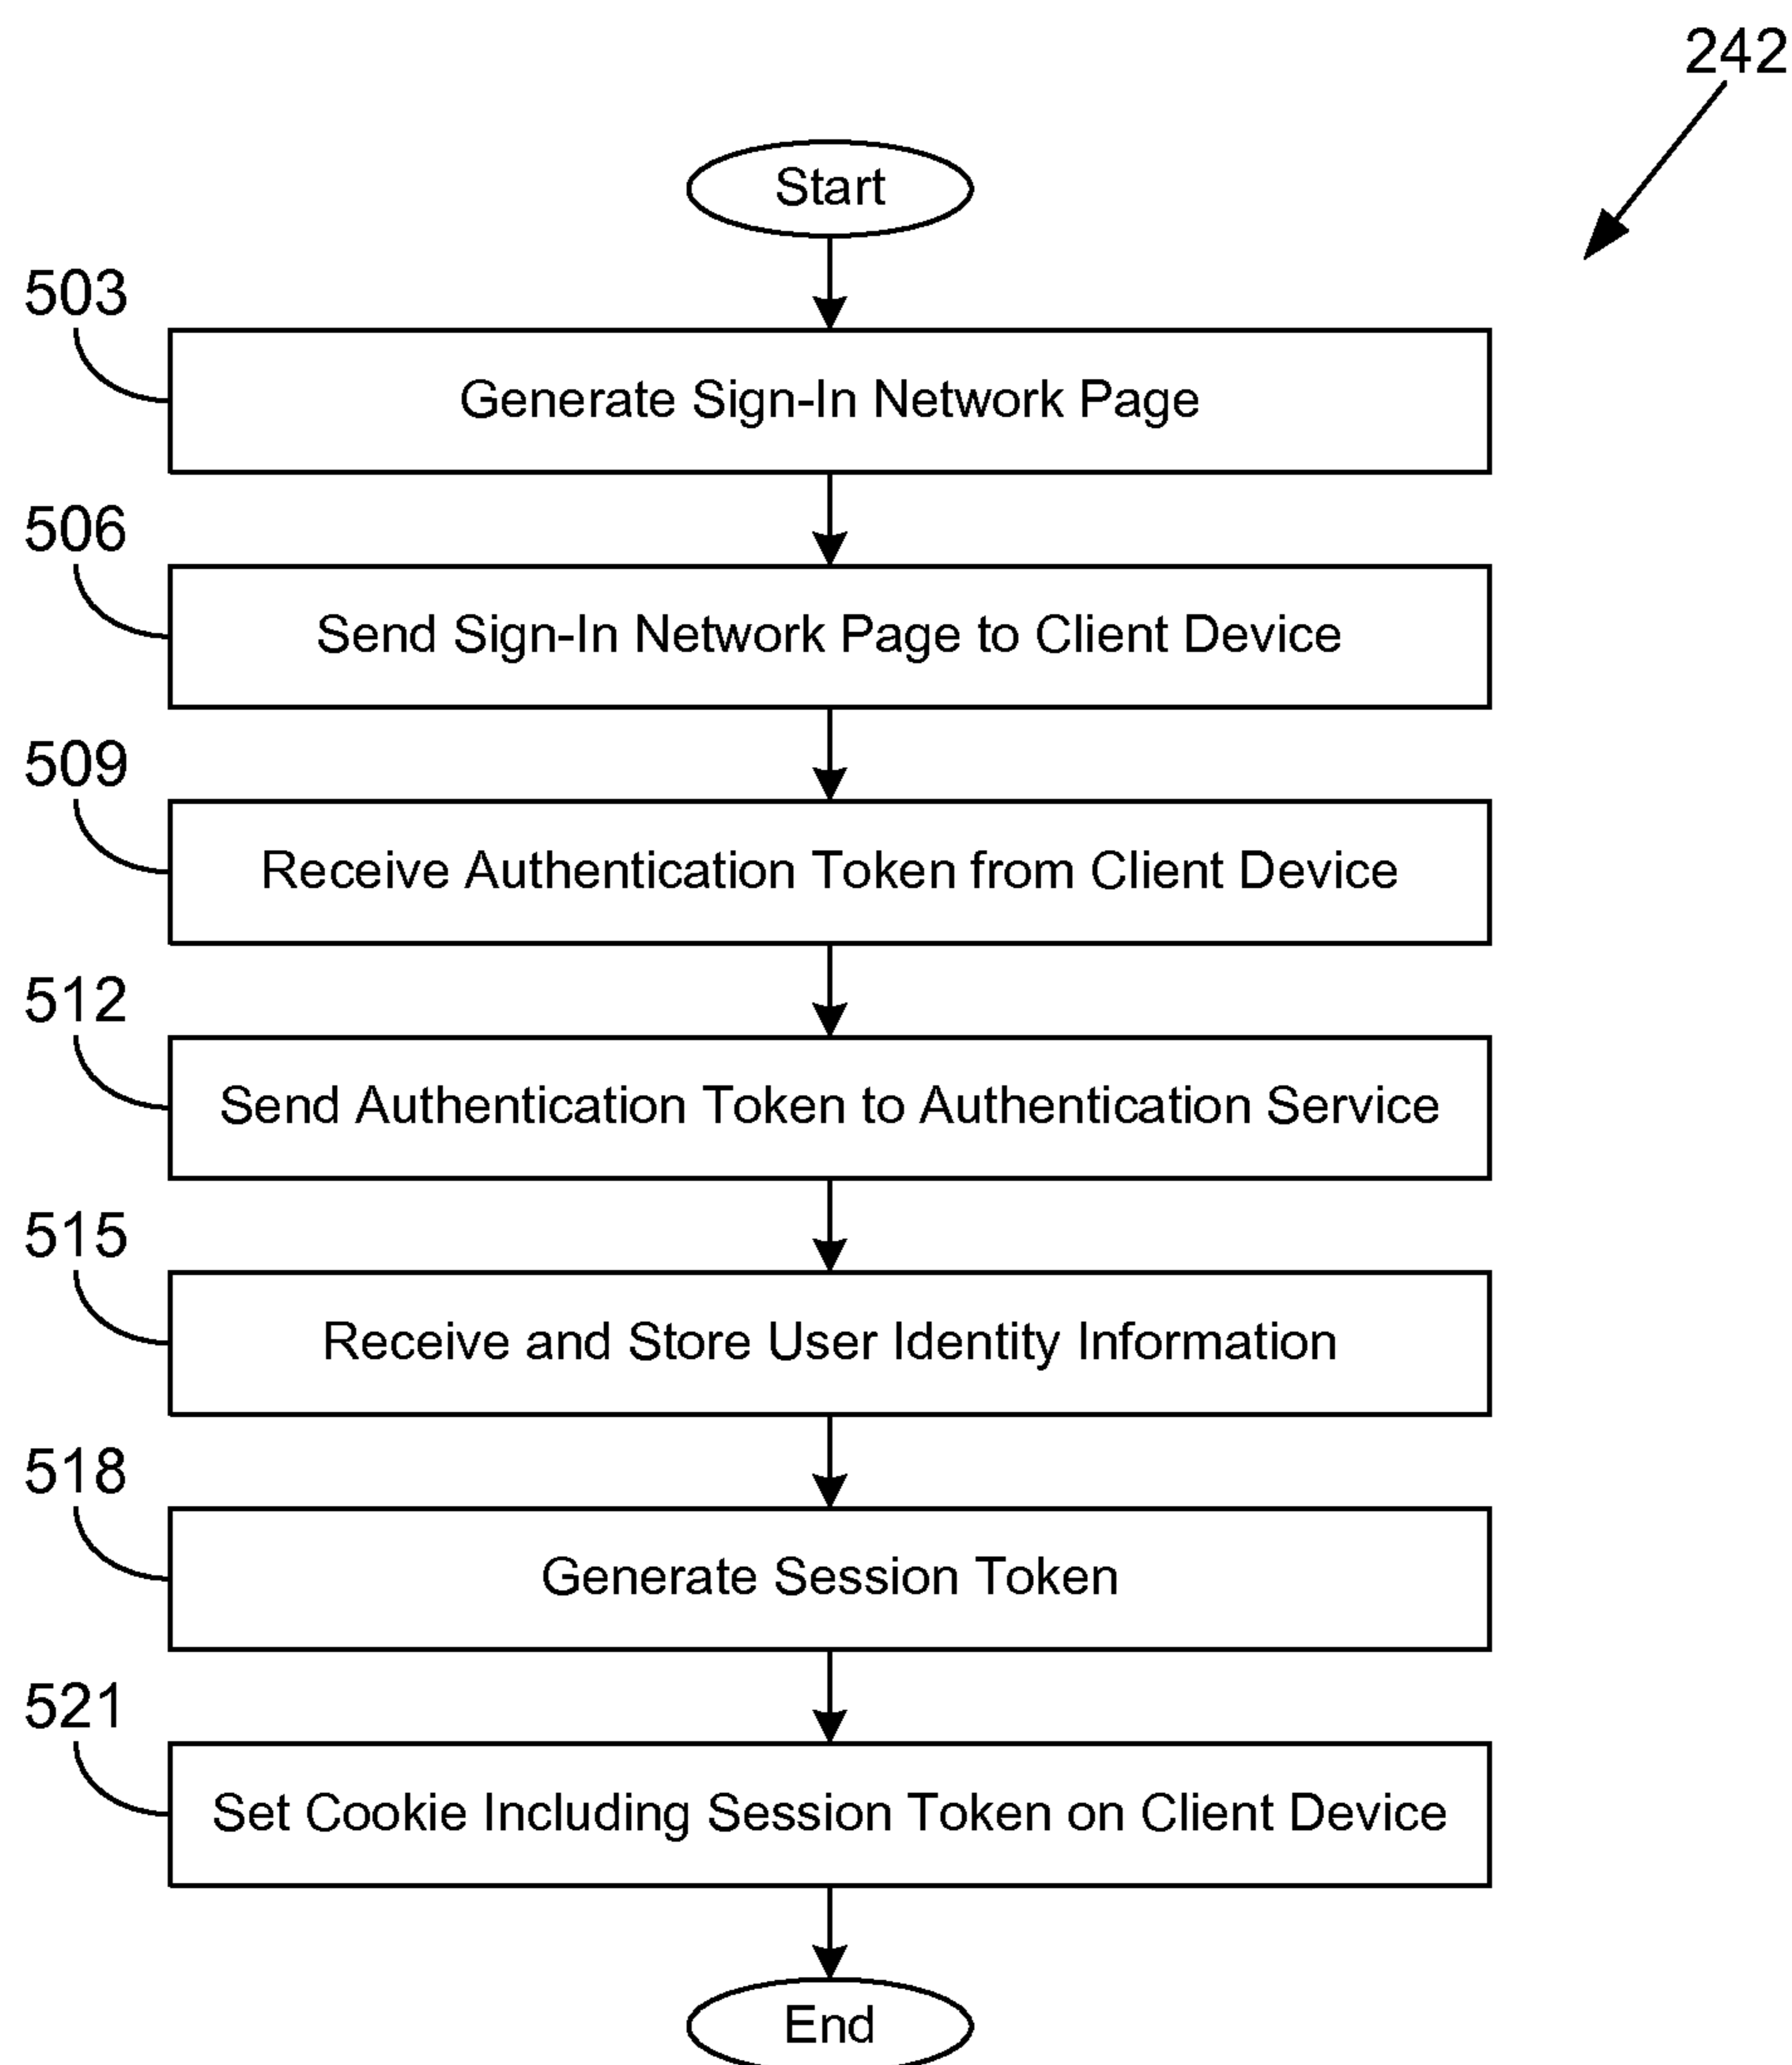 242
Start
503
Generate Sign-In Network Page
506
Send Sign-In Network Page to Client Device
509
Receive Authentication Token from Client Device
512
Send Authentication Token to Authentication Service
515
Receive and Store User Identity Information
518
Generate Session Token
521
Set Cookie Including Session Token on Client Device
End